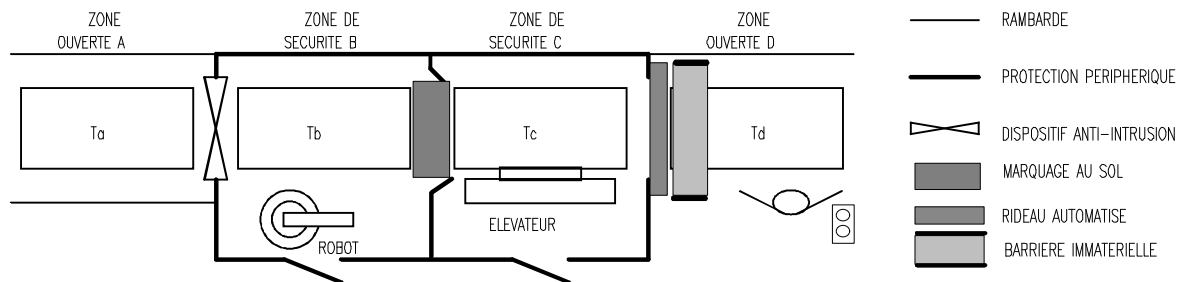 ZONE
OUVERTE A
ZONE DE
SECURITE B
ZONE DE
SECURITE C
ZONE
OUVERTE D
Ta
Tb
Tc
Td
ELEVATEUR
ROBOT
RAMBARDE
PROTECTION PERIPHERIQUE
DISPOSITIF ANTI-INTRUSION
MARQUAGE AU SOL
RIDEAU AUTOMATISE
BARRIERE IMMATERIELLE